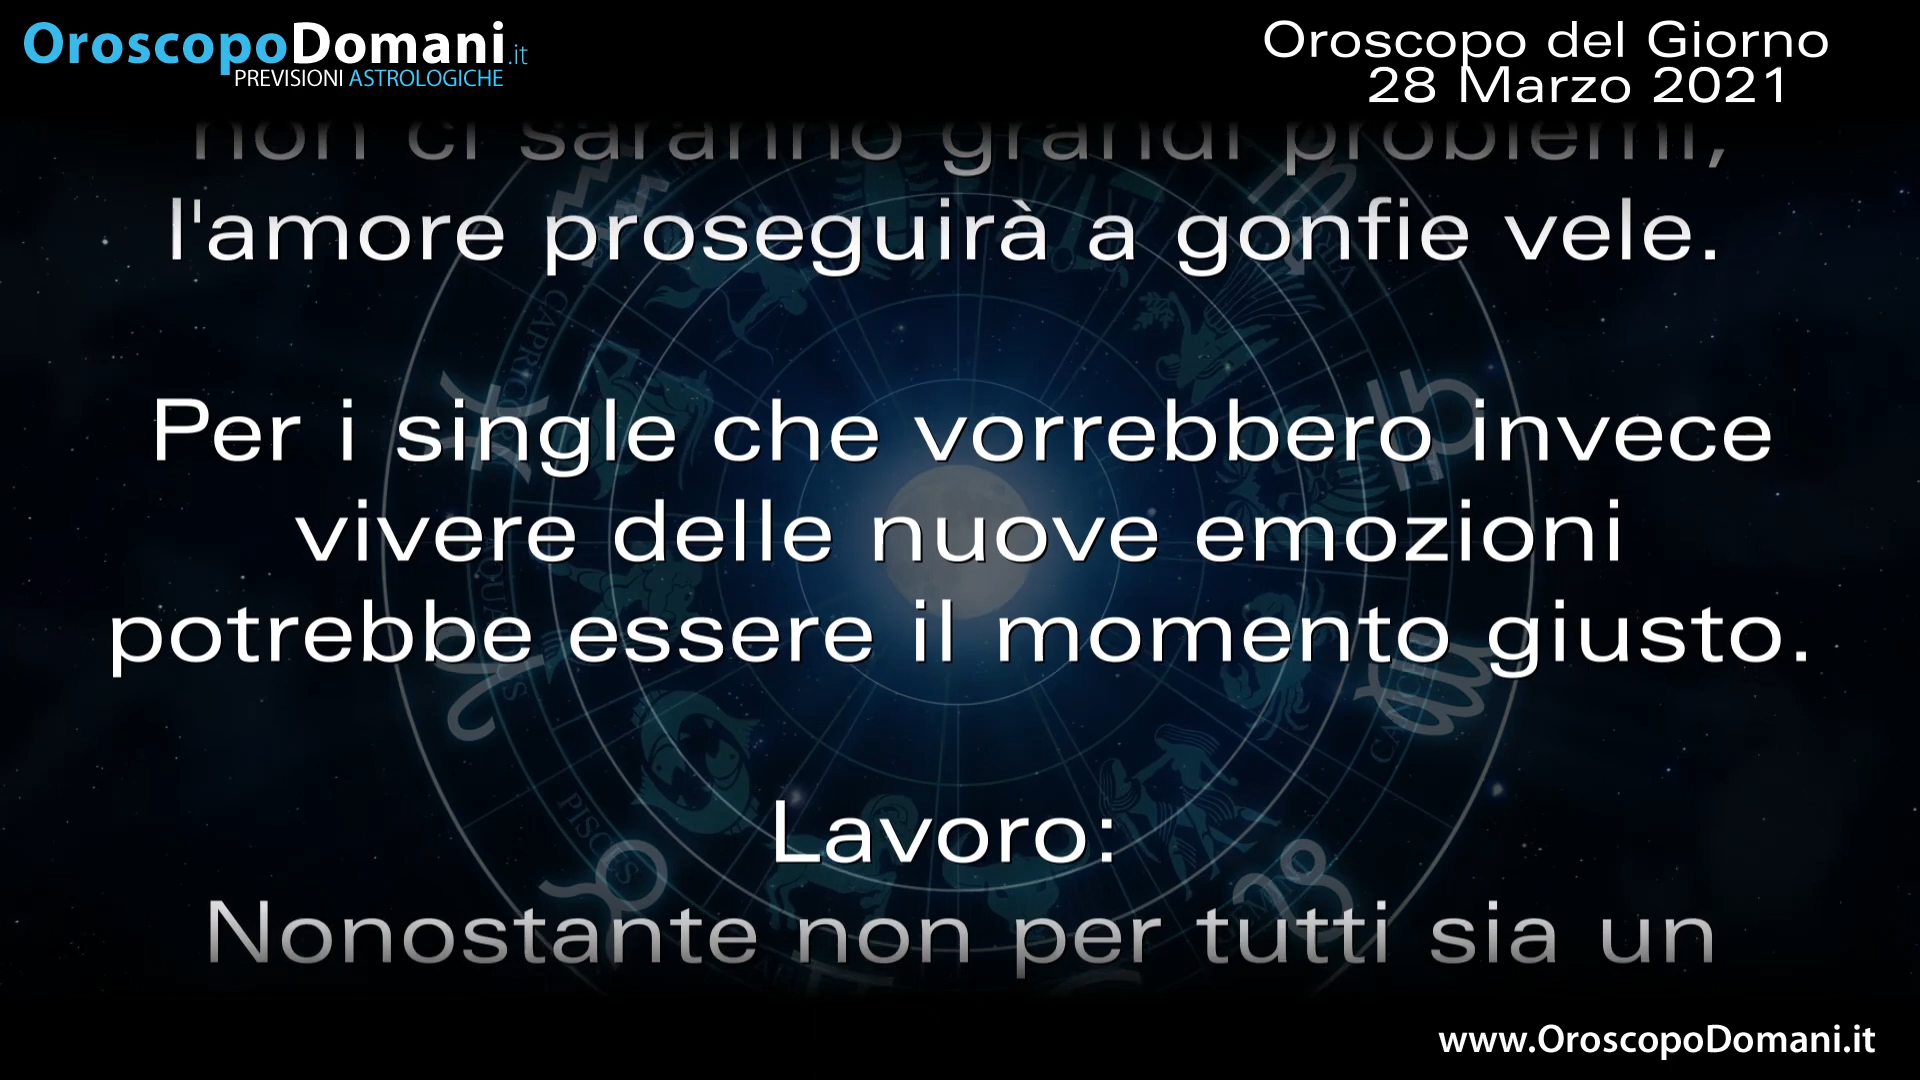 OroscopoDomani.it
PREVISIONI ASTROLOGICHE
Oroscopo del Giorno
28 Marzo 2021
non ci saranno grandi problemi,
l'amore proseguirà a gonfie vele.
Per i single che vorrebbero invece
vivere delle nuove emozioni
potrebbe essere il momento giusto.
Lavoro:
Nonostante non per tutti sia un
PISCES
www.OroscopoDomani.it